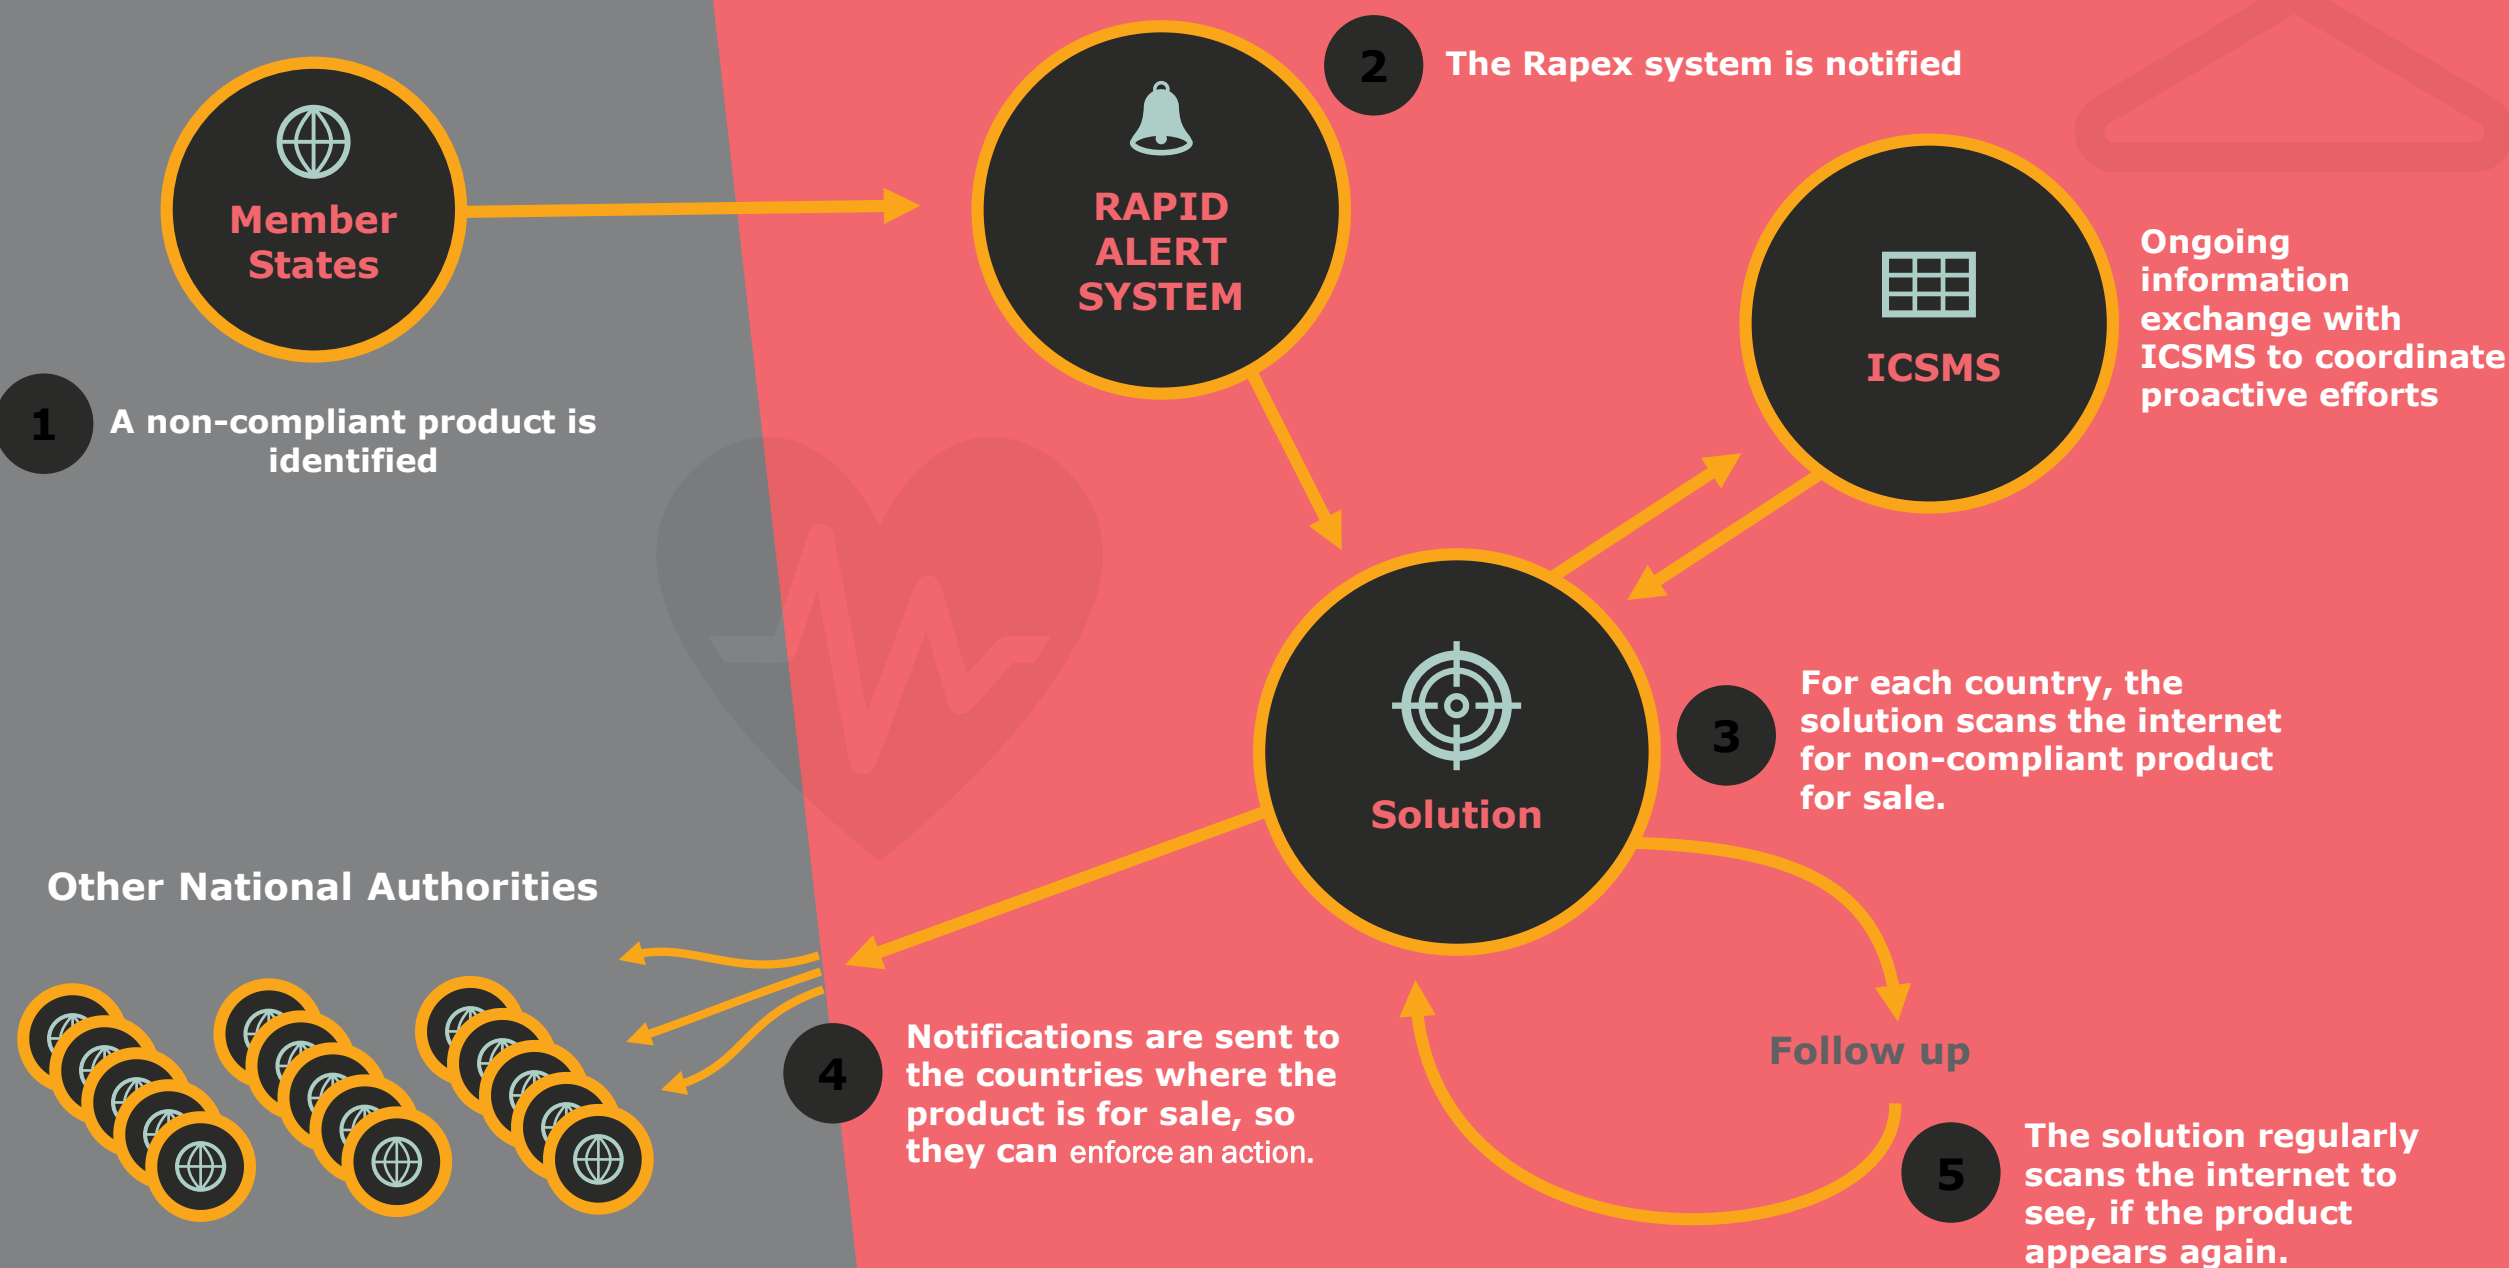 Member
States
1
A non-compliant product is
identified
RAPID
ALERT
SYSTEM
2
The Rapex system is notified
ICSMS
Ongoing
information
exchange with
ICSMS to coordinate
proactive efforts
Solution
3
For each country, the
solution scans the internet
for non-compliant product
for sale.
Other National Authorities
4
Notifications are sent to
the countries where the
product is for sale, so
they can enforce an action.
Follow up
5
The solution regularly
scans the internet to
see, if the product
appears again.